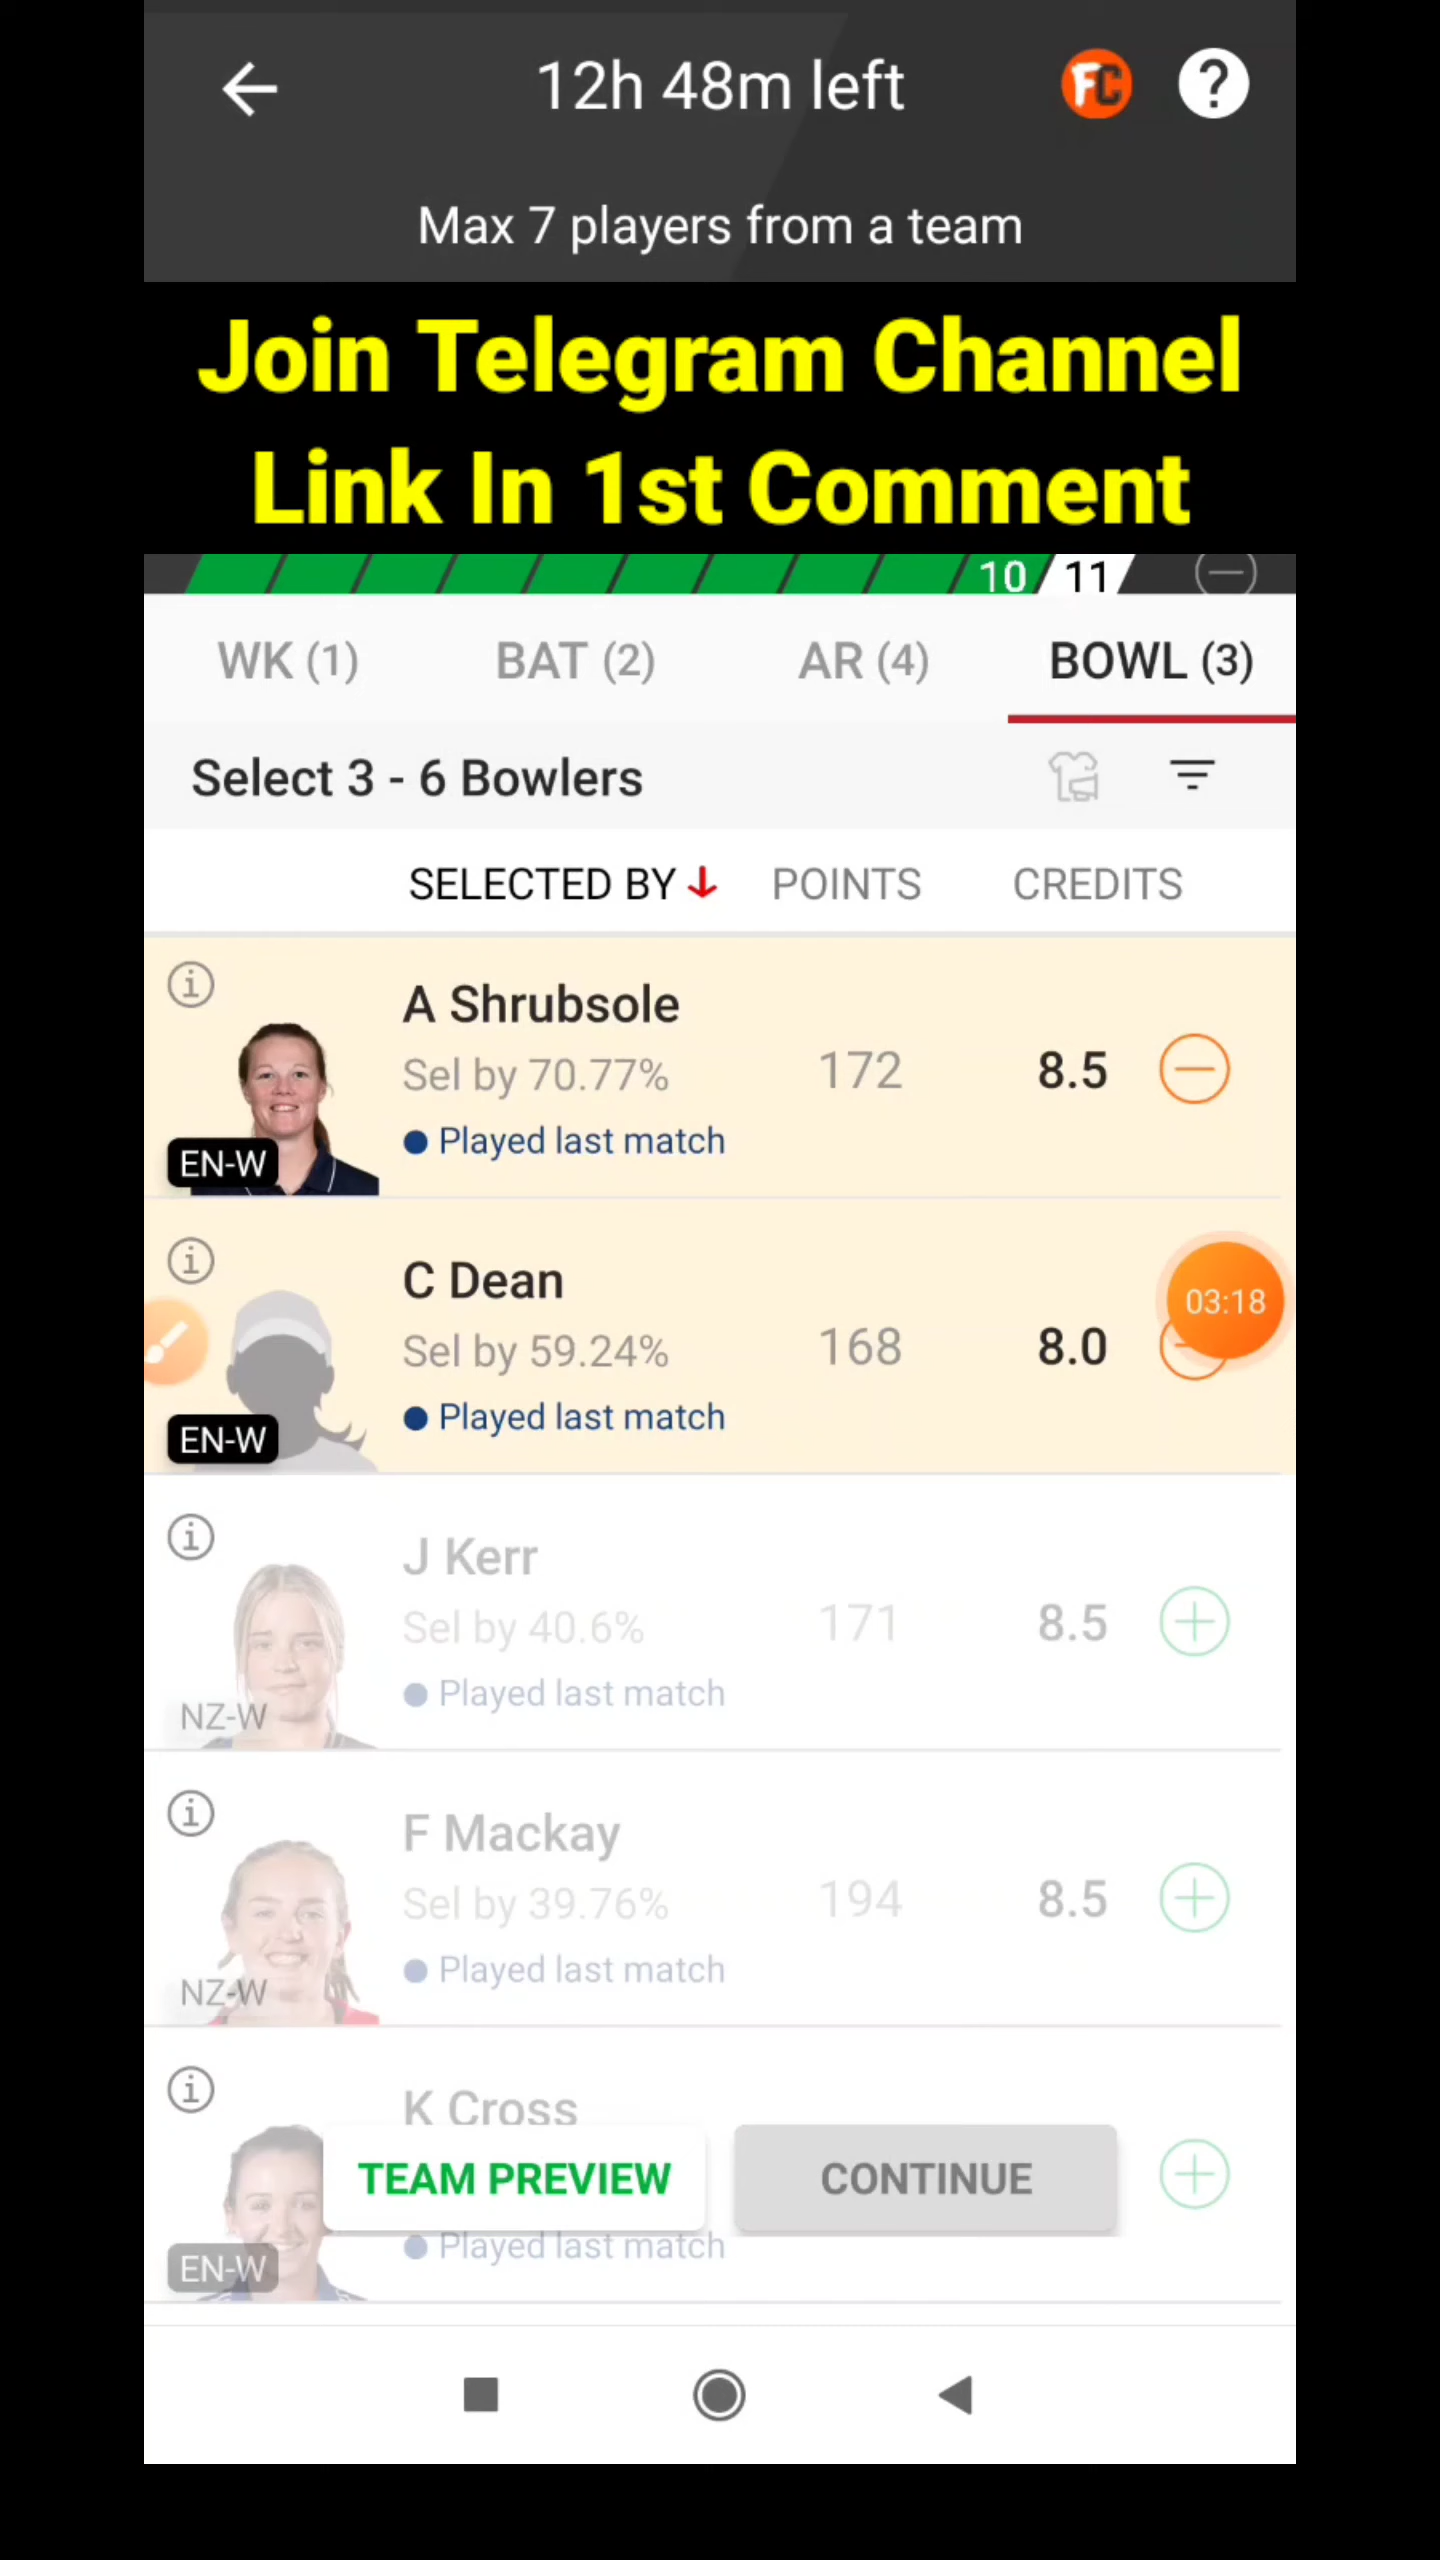 12h 48m left
FC
?
Max 7 players from a team
Join Telegram Channel
Link In 1st Comment
10 11
WK (1) BAT (2) AR (4) BOWL (3)
Select 3 - 6 Bowlers
SELECTED BY POINTS CREDITS
A Shrubsole
Sel by 70.77% 172 8.5
Played last match
EN-W
C Dean
03:18
Sel by 59.24% 168 8.0
Played last match
EN-W
J Kerr
Sel by 40.6% 171 8.5
Played last match
NZ-W
F Mackay
Sel by 39.76% 194 8.5
Played last match
NZ-W
K Cross
TEAM PREVIEW CONTINUE
Played last match
EN-W